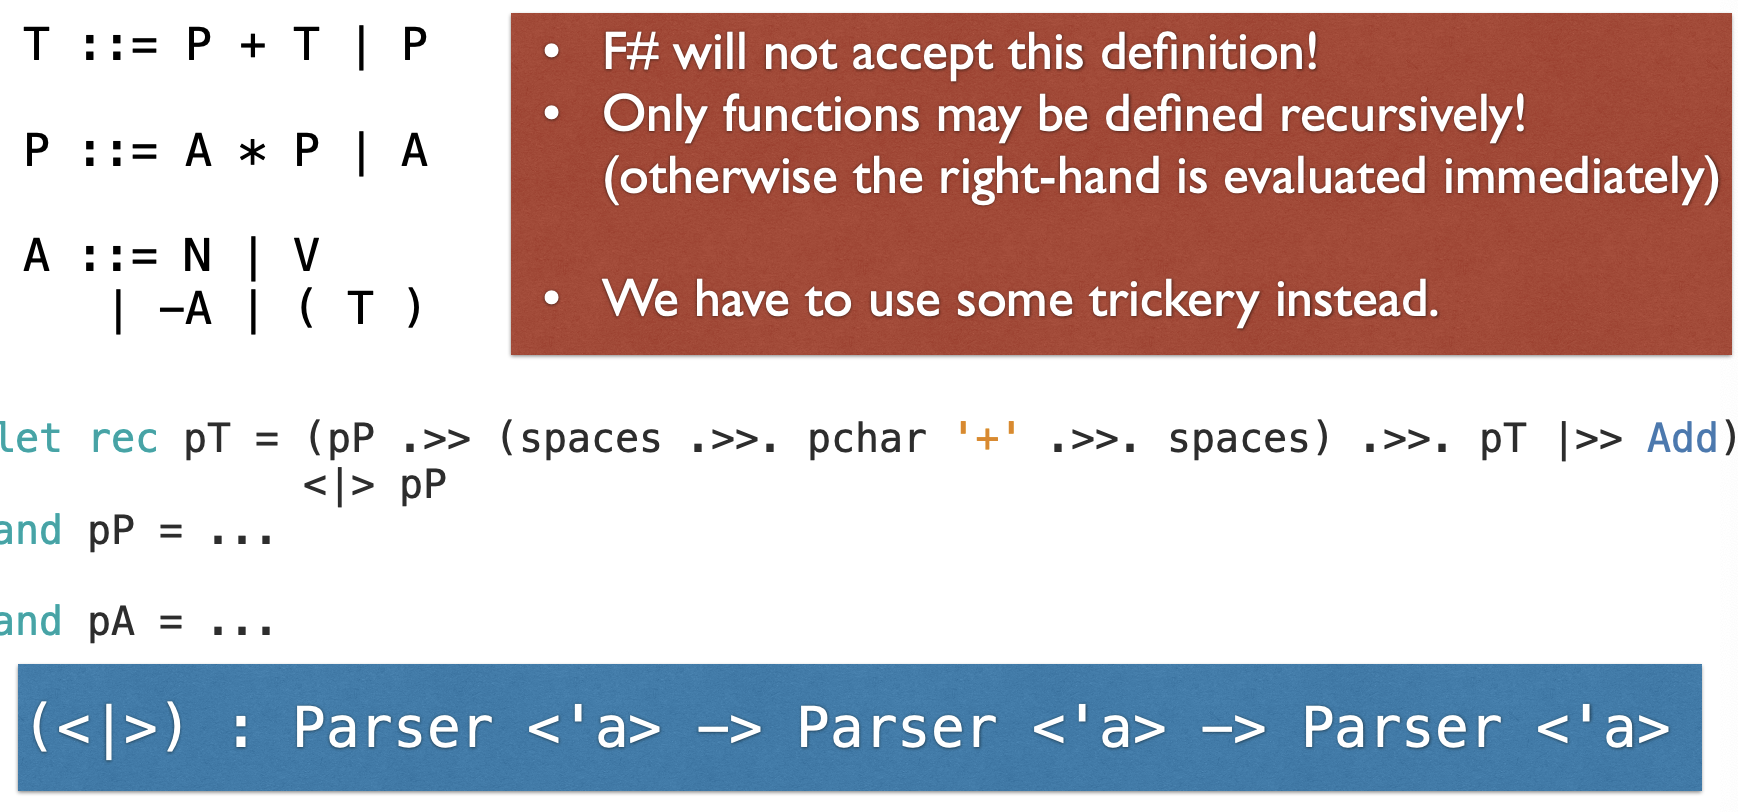 T ::= P + T | P
P ::= A * P | A
A ::= N | V
| –A | ( T )
• F# will not accept this definition!
• Only functions may be defined recursively!
(otherwise the right-hand is evaluated immediately)
• We have to use some trickery instead.
let rec pT = (pP .>> (spaces .>>. pchar '+' .>>. spaces) .>>. pT |>> Add)
<|> pP
and pP = ...
and pA = ...
(<|>) : Parser <'a> –> Parser <'a> –> Parser <'a>